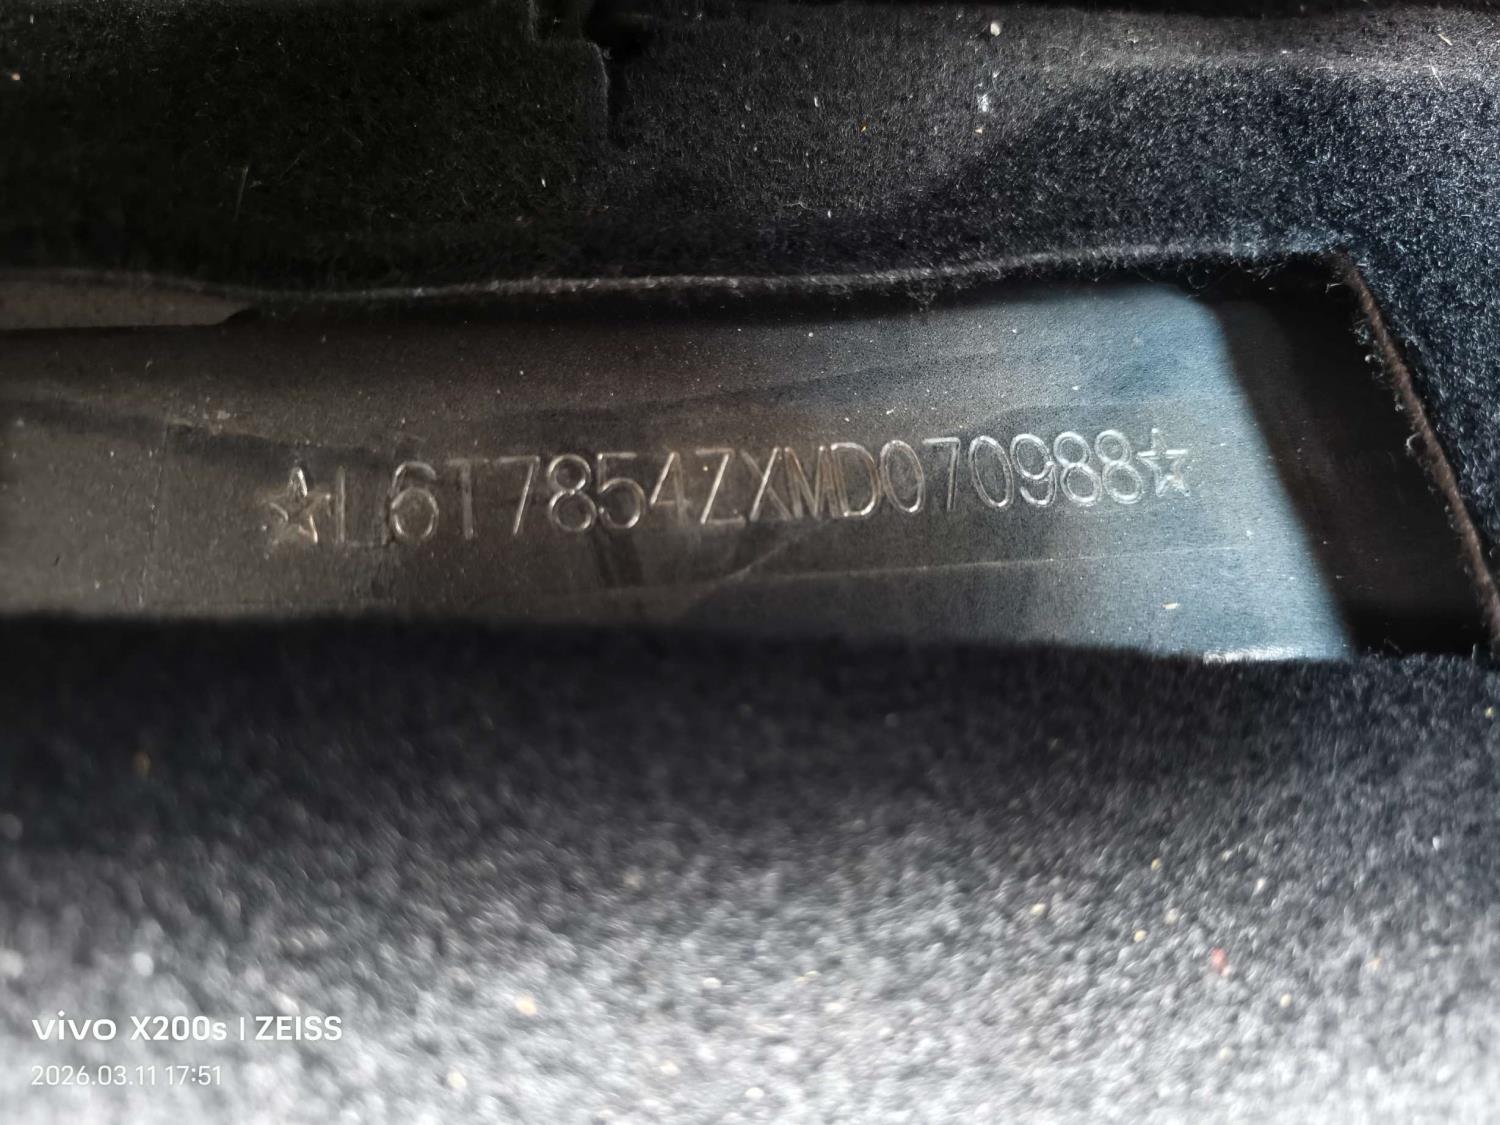 ☆L6T7854ZXMD070988☆
vivo X200s | ZEISS
2026.03.11 17:51